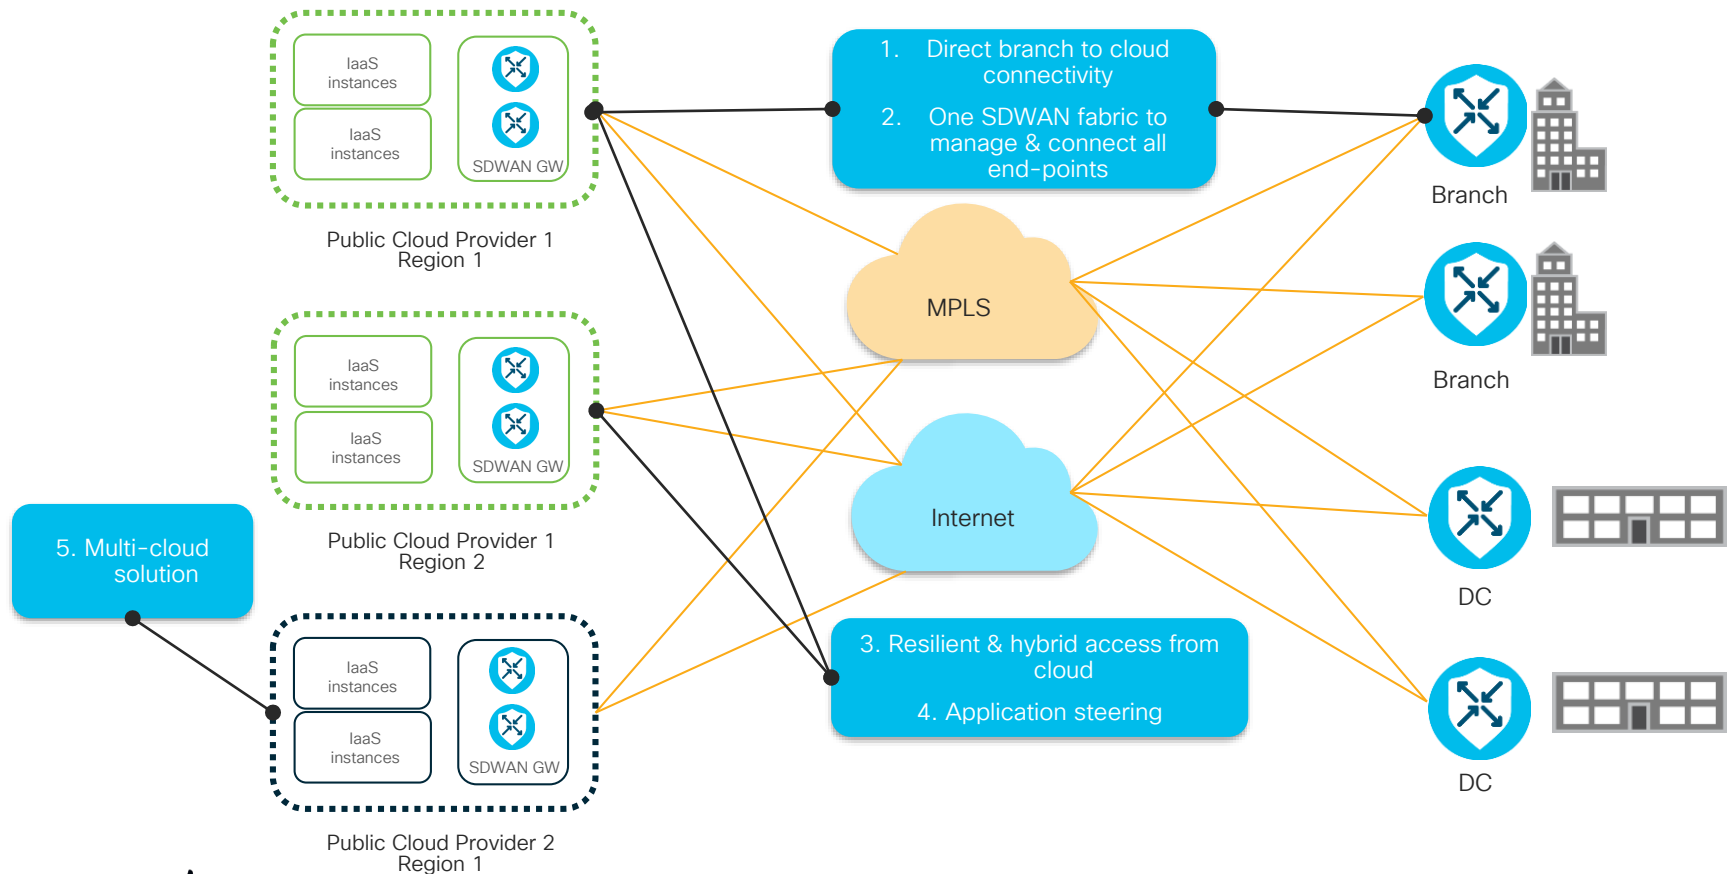 IaaS
instances
IaaS
instances
SDWAN GW
Public Cloud Provider 1
Region 1
1. Direct branch to cloud
connectivity
2. One SDWAN fabric to
manage & connect all
end-points
Branch
MPLS
Branch
IaaS
instances
IaaS
instances
SDWAN GW
Public Cloud Provider 1
Region 2
Internet
DC
5. Multi-cloud
solution
IaaS
instances
IaaS
instances
SDWAN GW
Public Cloud Provider 2
Region 1
3. Resilient & hybrid access from
cloud
4. Application steering
DC